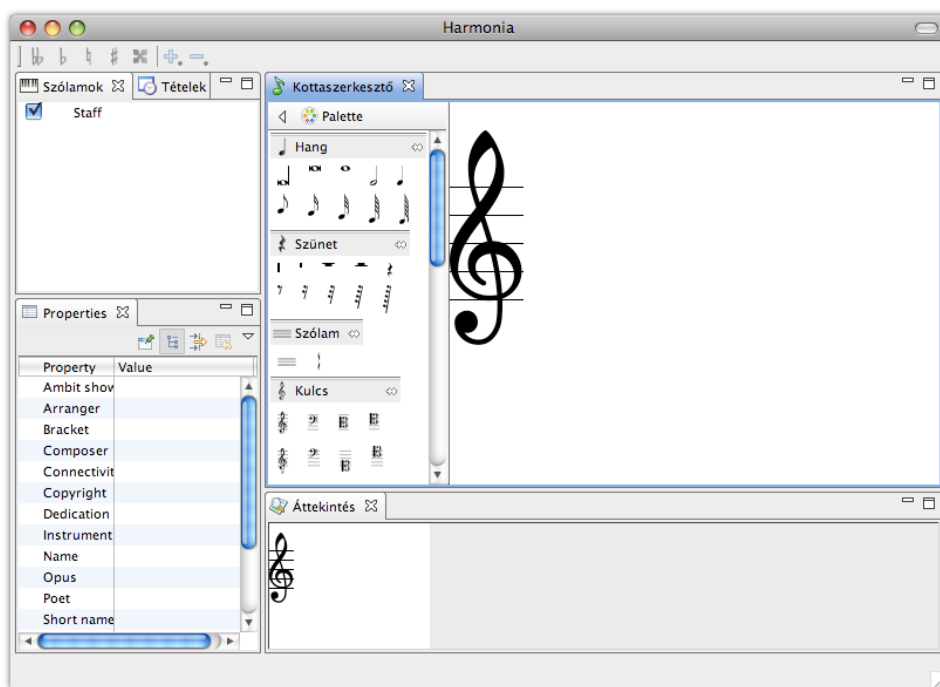 Harmonia
Szólamok
Tételek
Staff
Kottaszerkesztő
Palette
Hang
Szünet
Szólam
Kulcs
Properties
Property Value
Ambit show
Arranger
Bracket
Composer
Connectivit
Copyright
Dedication
Instrument
Name
Opus
Poet
Short name
Áttekintés